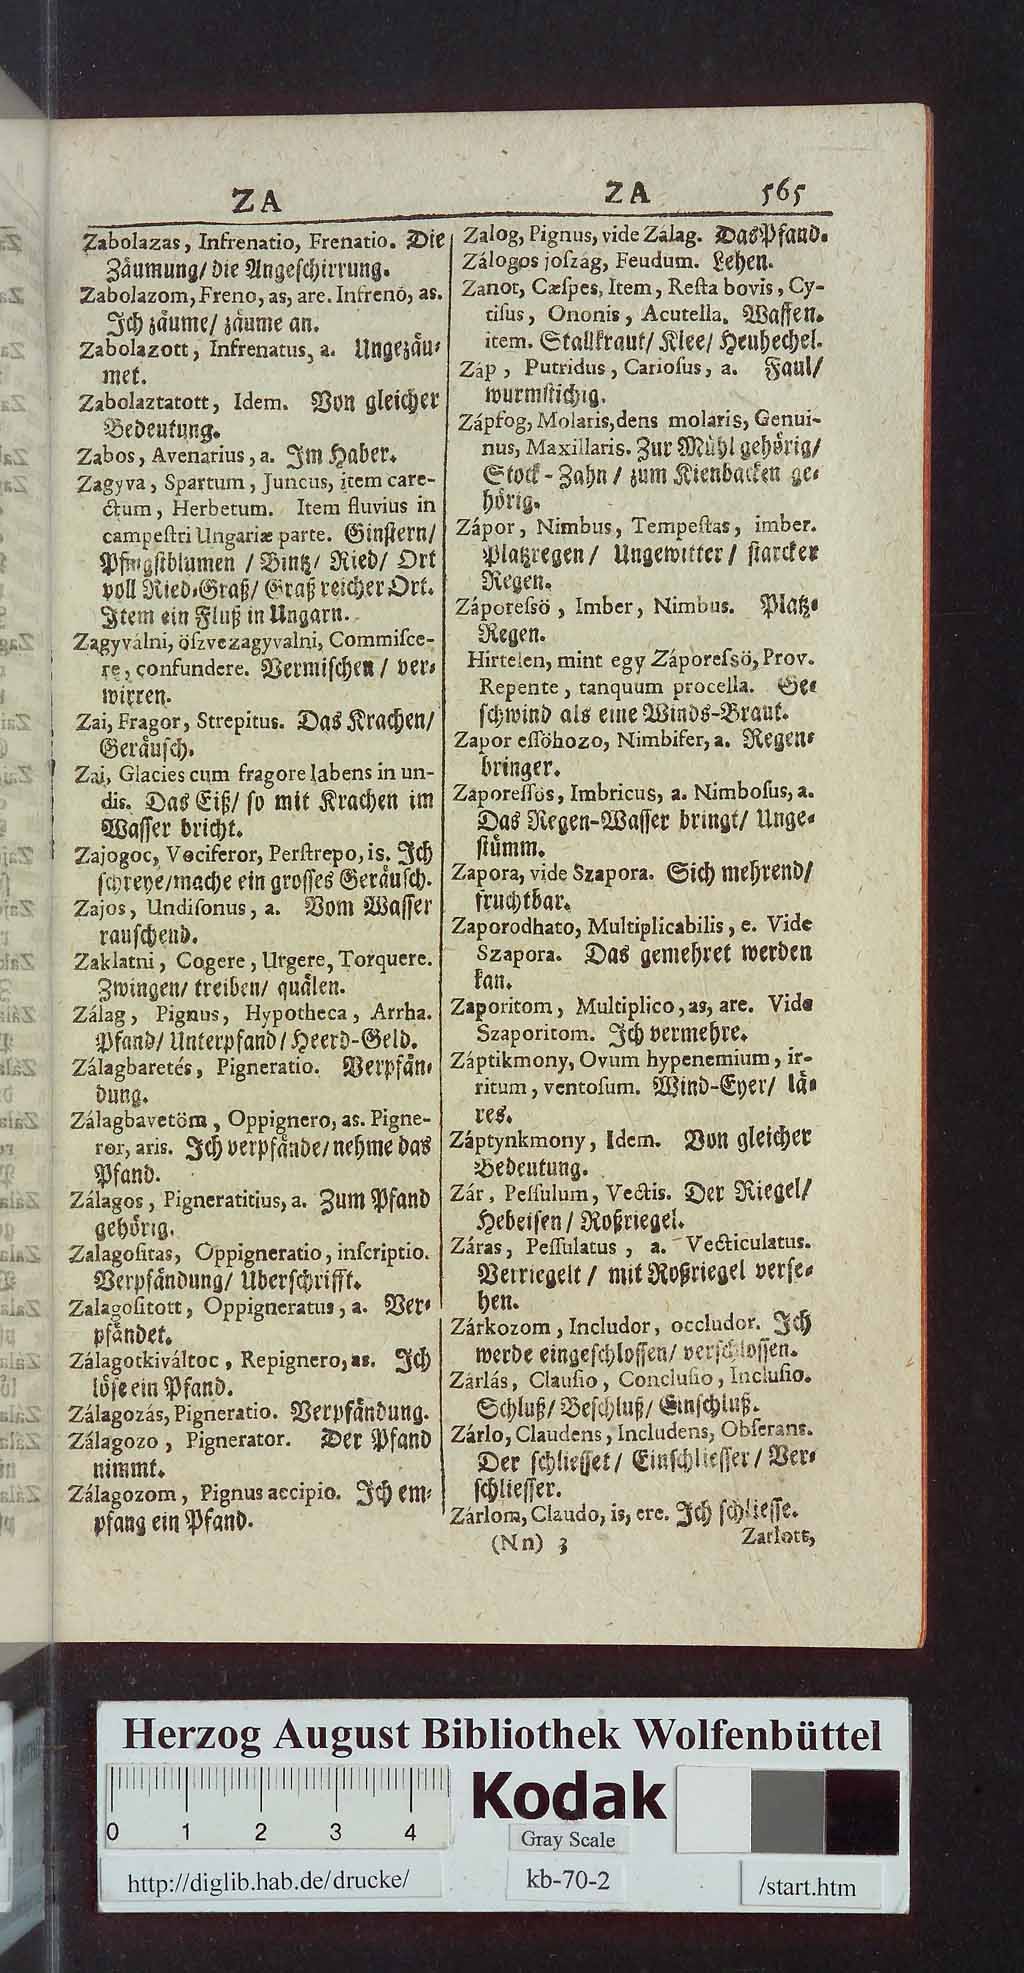 ZA
ZA 565
Zabolazas, Infrenatio, Frenatio. Die
Zäumung/ die Angeschirrung.
Zabolazom, Freno, as, are. Infrenō, as.
Ich zäume/ zäume an.
Zabolazott, Infrenatus, a. Ungezäu-
met.
Zabolaztatott, Idem. Von gleicher
Bedeutung.
Zabos, Avenarius, a. Im Haber.
Zagyva, Spartum, Juncus, item care-
ctum, Herbetum. Item fluvius in
campeſtri Ungariæ parte. Ginstern/
Pfingstblumen / Bintz/ Ried/ Ort
voll Ried-Graß/ Graß reicher Ort.
Item ein Fluß in Ungarn.
Zagyválni, öſzvezagyvalni, Commiſce-
re, confundere. Vermischen / ver-
wirren.
Zai, Fragor, Strepitus. Das Krachen/
Geräusch.
Zai, Glacies cum fragore labens in un-
dis. Das Eiß/ so mit Krachen im
Wasser bricht.
Zajogoc, Vociferor, Perſtrepo, is. Ich
schreye/mache ein grosses Geräusch.
Zajos, Undiſonus, a. Vom Wasser
rauschend.
Zaklatni, Cogere, Urgere, Torquere.
Zwingen/ treiben/ quälen.
Zálag, Pignus, Hypotheca, Arrha.
Pfand/ Unterpfand/ Heerd-Geld.
Zálagbaretés, Pigneratio. Verpfän-
dung.
Zálagbavetöm, Oppignero, as. Pigne-
ror, aris. Ich verpfände/ nehme das
Pfand.
Zálagos, Pigneratitius, a. Zum Pfand
gehörig.
Zalagoſitas, Oppigneratio, inſcriptio.
Verpfändung/ Uberschrifft.
Zalagoſitott, Oppigneratus, a. Ver-
pfändet.
Zálagotkiváltoc, Repignero, as. Ich
löse ein Pfand.
Zálagozás, Pigneratio. Verpfändung.
Zálagozo, Pignerator. Der Pfand
nimmt.
Zálagozom, Pignus accipio. Ich em-
pfang ein Pfand.
Zalog, Pignus, vide Zálag. Das Pfand.
Zálogos joſzág, Feudum. Lehen.
Zanot, Cæſpes, Item, Reſta bovis, Cy-
tiſus, Ononis, Acutella. Wassen.
item. Stallkraut/ Klee/ Heuhechel.
Záp, Putridus, Carioſus, a. Faul/
wurmstichig.
Zápfog, Molaris, dens molaris, Genui-
nus, Maxillaris. Zur Mühl gehörig/
Stock-Zahn / zum Kienbacken ge-
hörig.
Zápor, Nimbus, Tempeſtas, imber.
Platzregen/ Ungewitter/ starcker
Regen.
Záporeſsö, Imber, Nimbus. Platz-
Regen.
Hirtelen, mint egy Záporeſsö, Prov.
Repente, tanquum procella. Ge-
schwind als eine Winds-Braut.
Zapor eſsöhozo, Nimbifer, a. Regen-
bringer.
Zaporeſsös, Imbricus, a. Nimboſus, a.
Das Regen-Wasser bringt/ Unge-
stümm.
Zapora, vide Szapora. Sich mehrend/
fruchtbar.
Zaporodhato, Multiplicabilis, e. Vide
Szapora. Das gemehret werden
kan.
Zaporitom, Multiplico, as, are. Vide
Szaporitom. Ich vermehre.
Záptikmony, Ovum hypenemium, ir-
ritum, ventoſum. Wind-Eyer/ lä-
res.
Záptynkmony, Idem. Von gleicher
Bedeutung.
Zár, Peſſulum, Vectis. Der Riegel/
Hebeisen/ Roßriegel.
Záras, Peſſulatus, a. Vecticulatus.
Verriegelt / mit Roßriegel verse-
hen.
Zárkozom, Includor, occludor. Ich
werde eingeschlossen/ verschlossen.
Zárlás, Clauſio, Concluſio, Incluſio.
Schluß/ Beschluß/ Einschluß.
Zárlo, Claudens, Includens, Obſerans.
Der schliesset/ Einschliesser/ Ver-
schliesser.
Zárlom, Claudo, is, ere. Ich schliesse.
(Nn) 3 Zarlott,
Herzog August Bibliothek Wolfenbüttel
0 1 2 3 4
Kodak
Gray Scale
http://diglib.hab.de/drucke/
kb-70-2
/start.htm